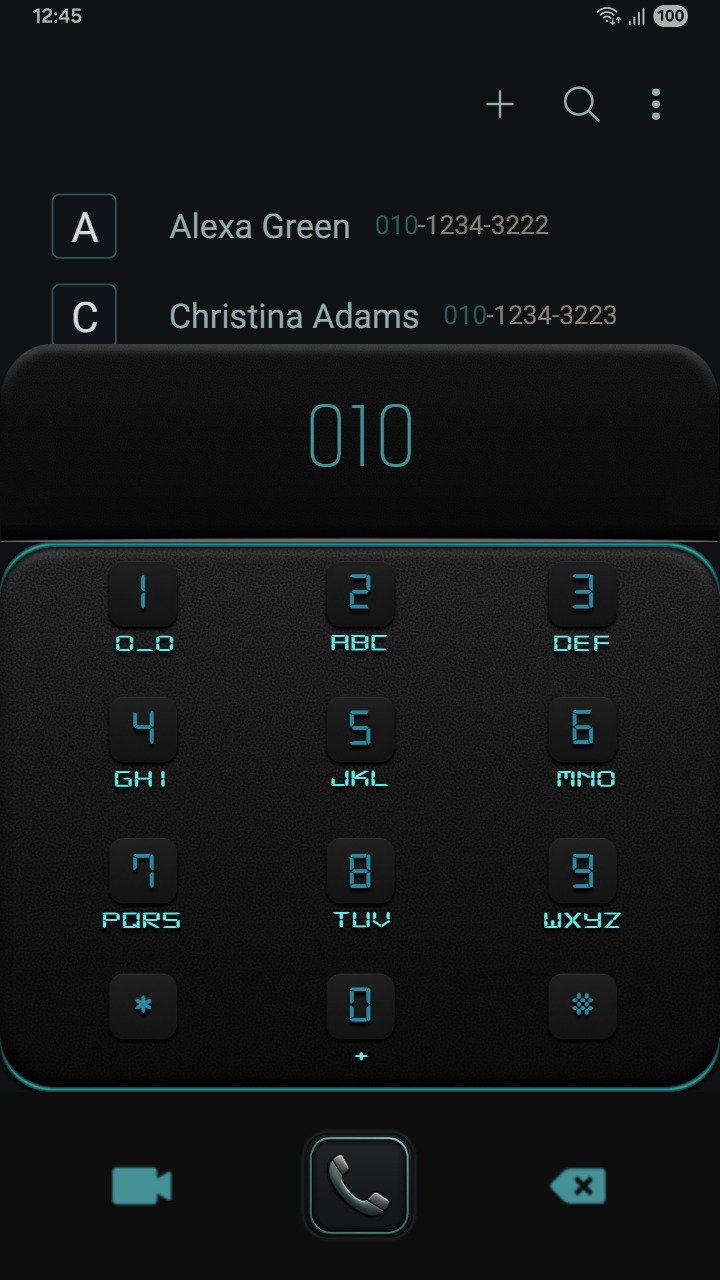 12:45 100
A Alexa Green 010-1234-3222
C Christina Adams 010-1234-3223
010
1 2 3
O_O ABC DEF
4 5 6
GHI JKL MNO
7 8 9
PQRS TUV WXYZ
* 0 #
+